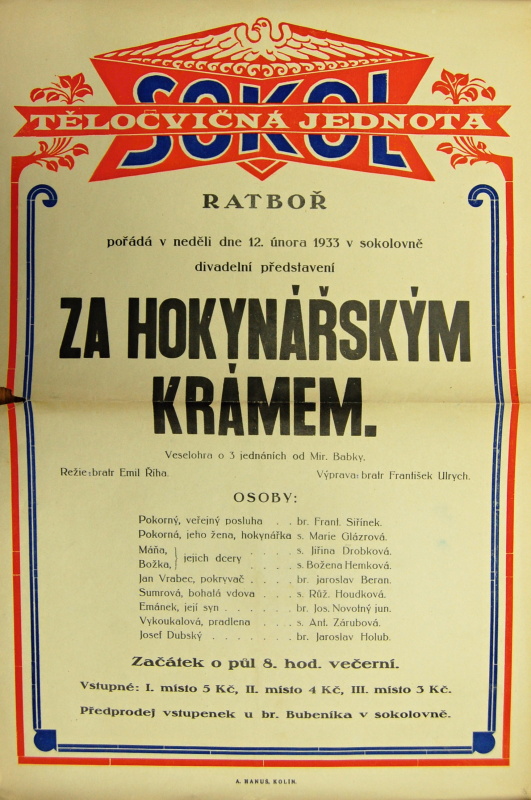 SOKOL
TĚLOCVIČNÁ JEDNOTA
RATBOŘ
pořádá v neděli dne 12. února 1933 v sokolovně
divadelní představení
ZA HOKYNÁŘSKÝM
KRÁMEM.
Veselohra o 3 jednáních od Mir. Babky.
Režie: bratr Emil Říha. Výprava: bratr František Ulrych.
OSOBY:
Pokorný, veřejný posluha . . br. Frant. Siřínek.
Pokorná, jeho žena, hokynářka s. Marie Glázrová.
Máňa, } jejich dcery . . . . s. Jiřina Drobková.
Božka, } . . . . s. Božena Hemková.
Jan Vrabec, pokryvač . . . . br. Jaroslav Beran.
Sumrová, bohatá vdova . . . s. Růž. Houdková.
Emánek, její syn . . . . . . br. Jos. Novotný jun.
Vykoukalová, pradlena . . . s. Ant. Zárubová.
Josef Dubský . . . . . . . br. Jaroslav Holub.
Začátek o půl 8. hod. večerní.
Vstupné: I. místo 5 Kč, II. místo 4 Kč, III. místo 3 Kč.
Předprodej vstupenek u br. Bubeníka v sokolovně.
A. HANUŠ, KOLÍN.